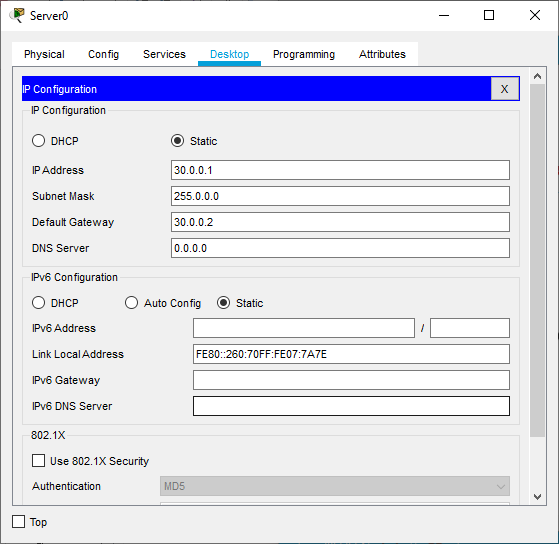 Server0
Physical Config Services Desktop Programming Attributes
IP Configuration X
IP Configuration
DHCP Static
IP Address 30.0.0.1
Subnet Mask 255.0.0.0
Default Gateway 30.0.0.2
DNS Server 0.0.0.0
IPv6 Configuration
DHCP Auto Config Static
IPv6 Address /
Link Local Address FE80::260:70FF:FE07:7A7E
IPv6 Gateway
IPv6 DNS Server
802.1X
Use 802.1X Security
Authentication MD5
Top